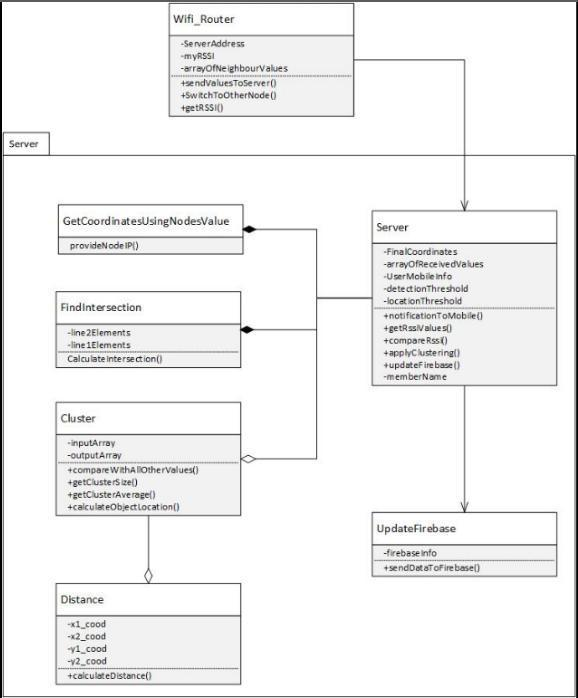 Wifi_Router
-ServerAddress
-myRSSI
-arrayOfNeighbourValues
+sendValuesToServer()
+SwitchToOtherNode()
+getRSSI()
Server
GetCoordinatesUsingNodesValue
provideNodeIP()
FindIntersection
-line2Elements
-line1Elements
CalculateIntersection()
Cluster
-inputArray
-outputArray
+compareWithAllOtherValues()
+getClusterSize()
+getClusterAverage()
+calculateObjectLocation()
Distance
-x1_cood
-x2_cood
-y1_cood
-y2_cood
+calculateDistance()
Server
-FinalCoordinates
-arrayOfReceivedValues
-UserMobileInfo
-detectionThreshold
-locationThreshold
+notificationToMobile()
+getRssiValues()
+compareRssi()
+applyClustering()
+updateFirebase()
-memberName
UpdateFirebase
-firebaseInfo
+sendDataToFirebase()